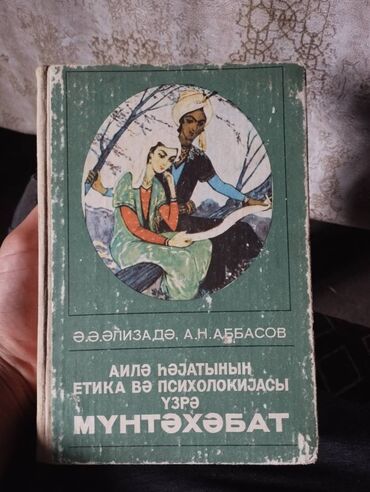 Ә.Ә.ӘЛИЗАДӘ, А.Н.АББАСОВ
АИЛӘ ҺӘЈАТЫНЫН
ЕТИКА ВӘ ПСИХОЛОКИЈАСЫ
ҮЗРӘ
МҮНТӘХӘБАТ